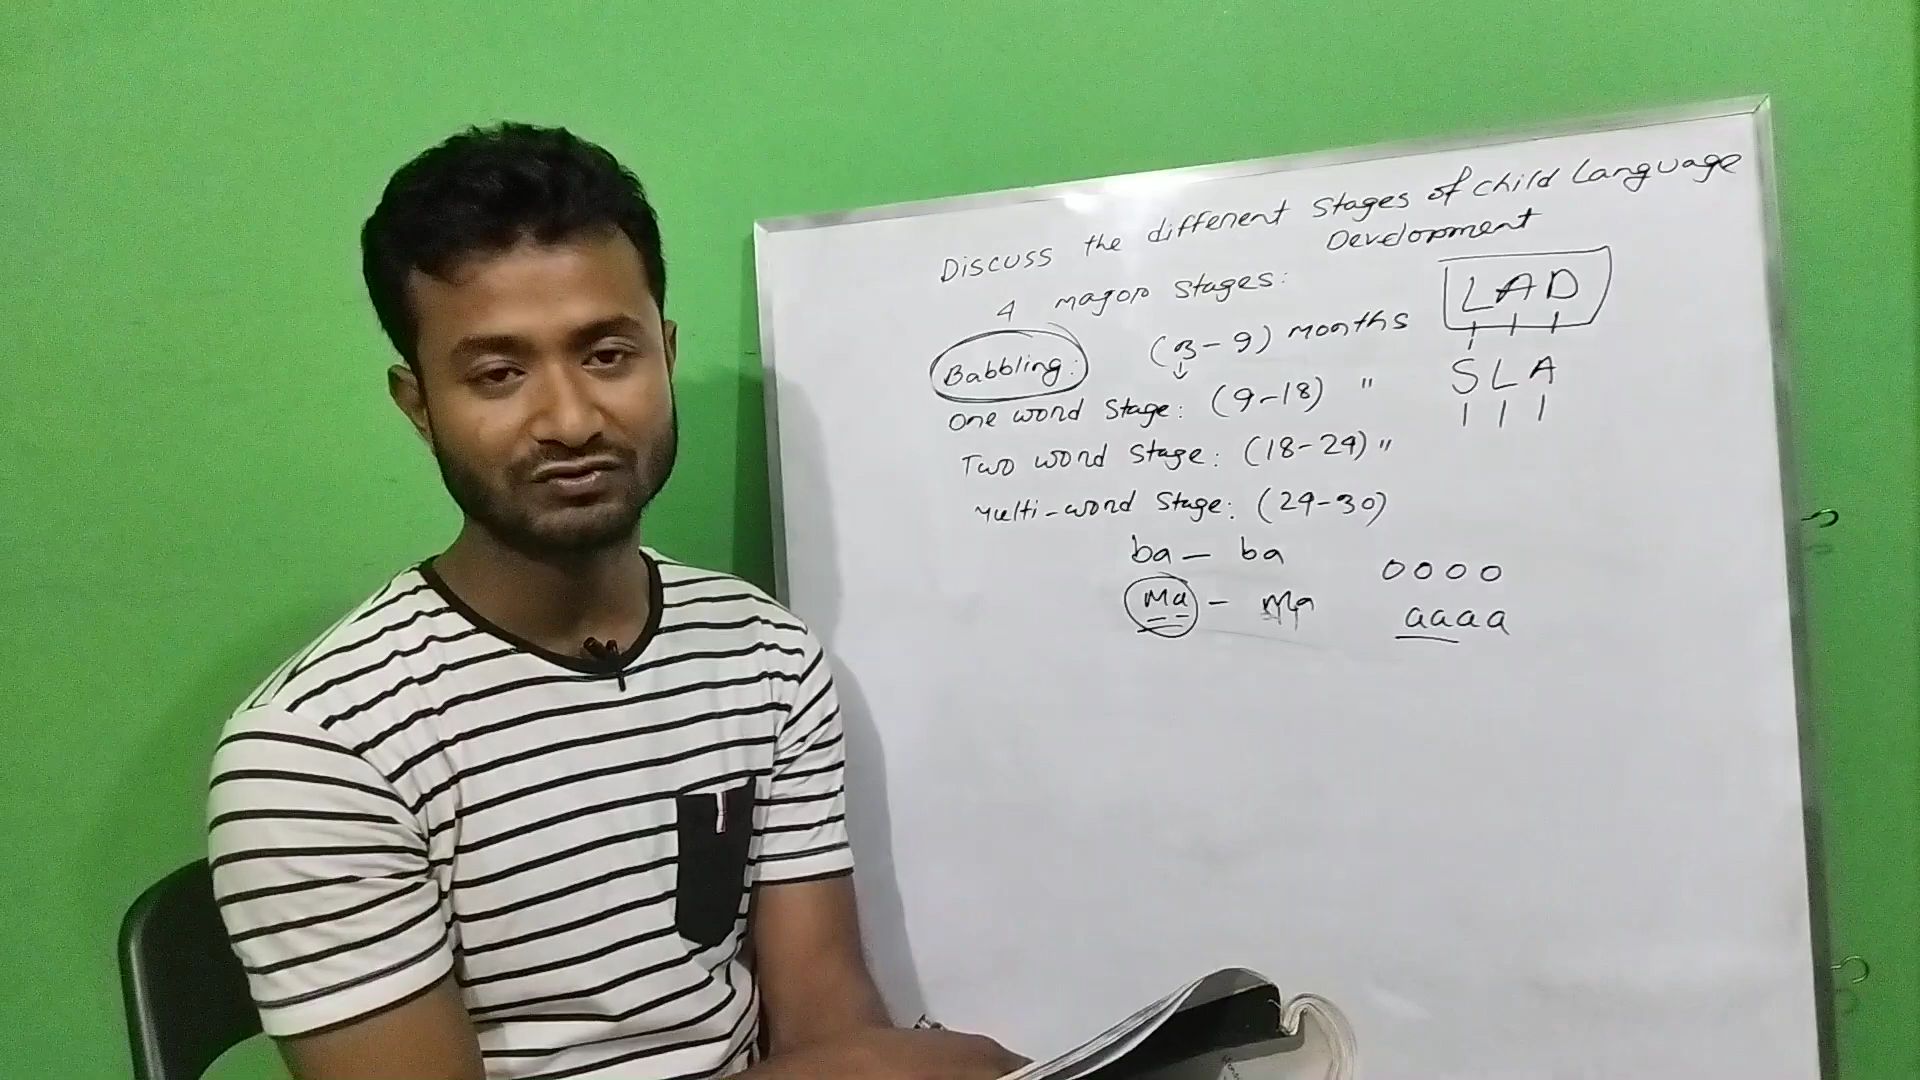 Discuss the different Stages of child Language
Development
4 major Stages:
LAD
Babbling: (3-9) months
SLA
One word Stage: (9-18) "
Two word Stage: (18-24) "
Multi-word Stage: (24-30)
ba - ba
0000
Ma - Ma
aaaa